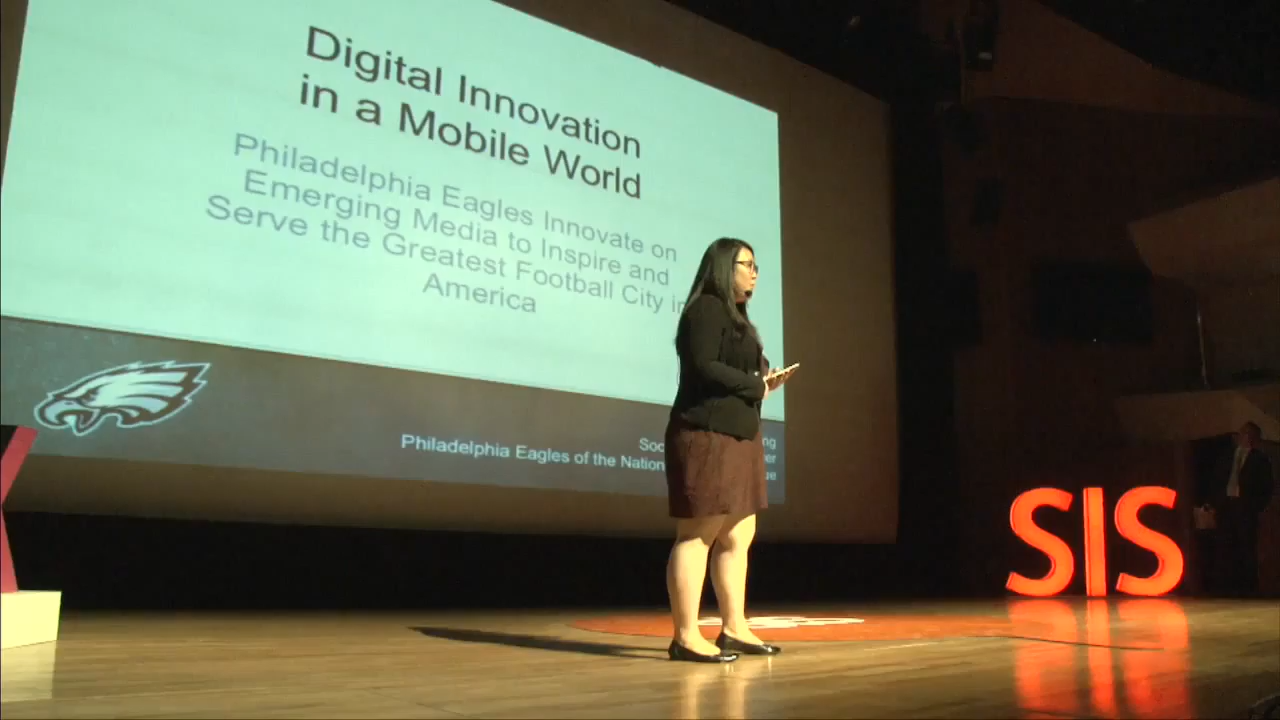 Digital Innovation
in a Mobile World
Philadelphia Eagles Innovate on
Emerging Media to Inspire and
Serve the Greatest Football City in
America
Philadelphia Eagles of the
SIS